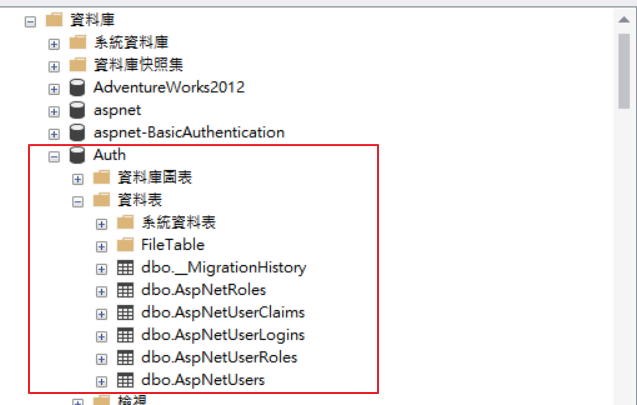 資料庫
系統資料庫
資料庫快照集
AdventureWorks2012
aspnet
aspnet-BasicAuthentication
Auth
資料庫圖表
資料表
系統資料表
FileTable
dbo.__MigrationHistory
dbo.AspNetRoles
dbo.AspNetUserClaims
dbo.AspNetUserLogins
dbo.AspNetUserRoles
dbo.AspNetUsers
檢視